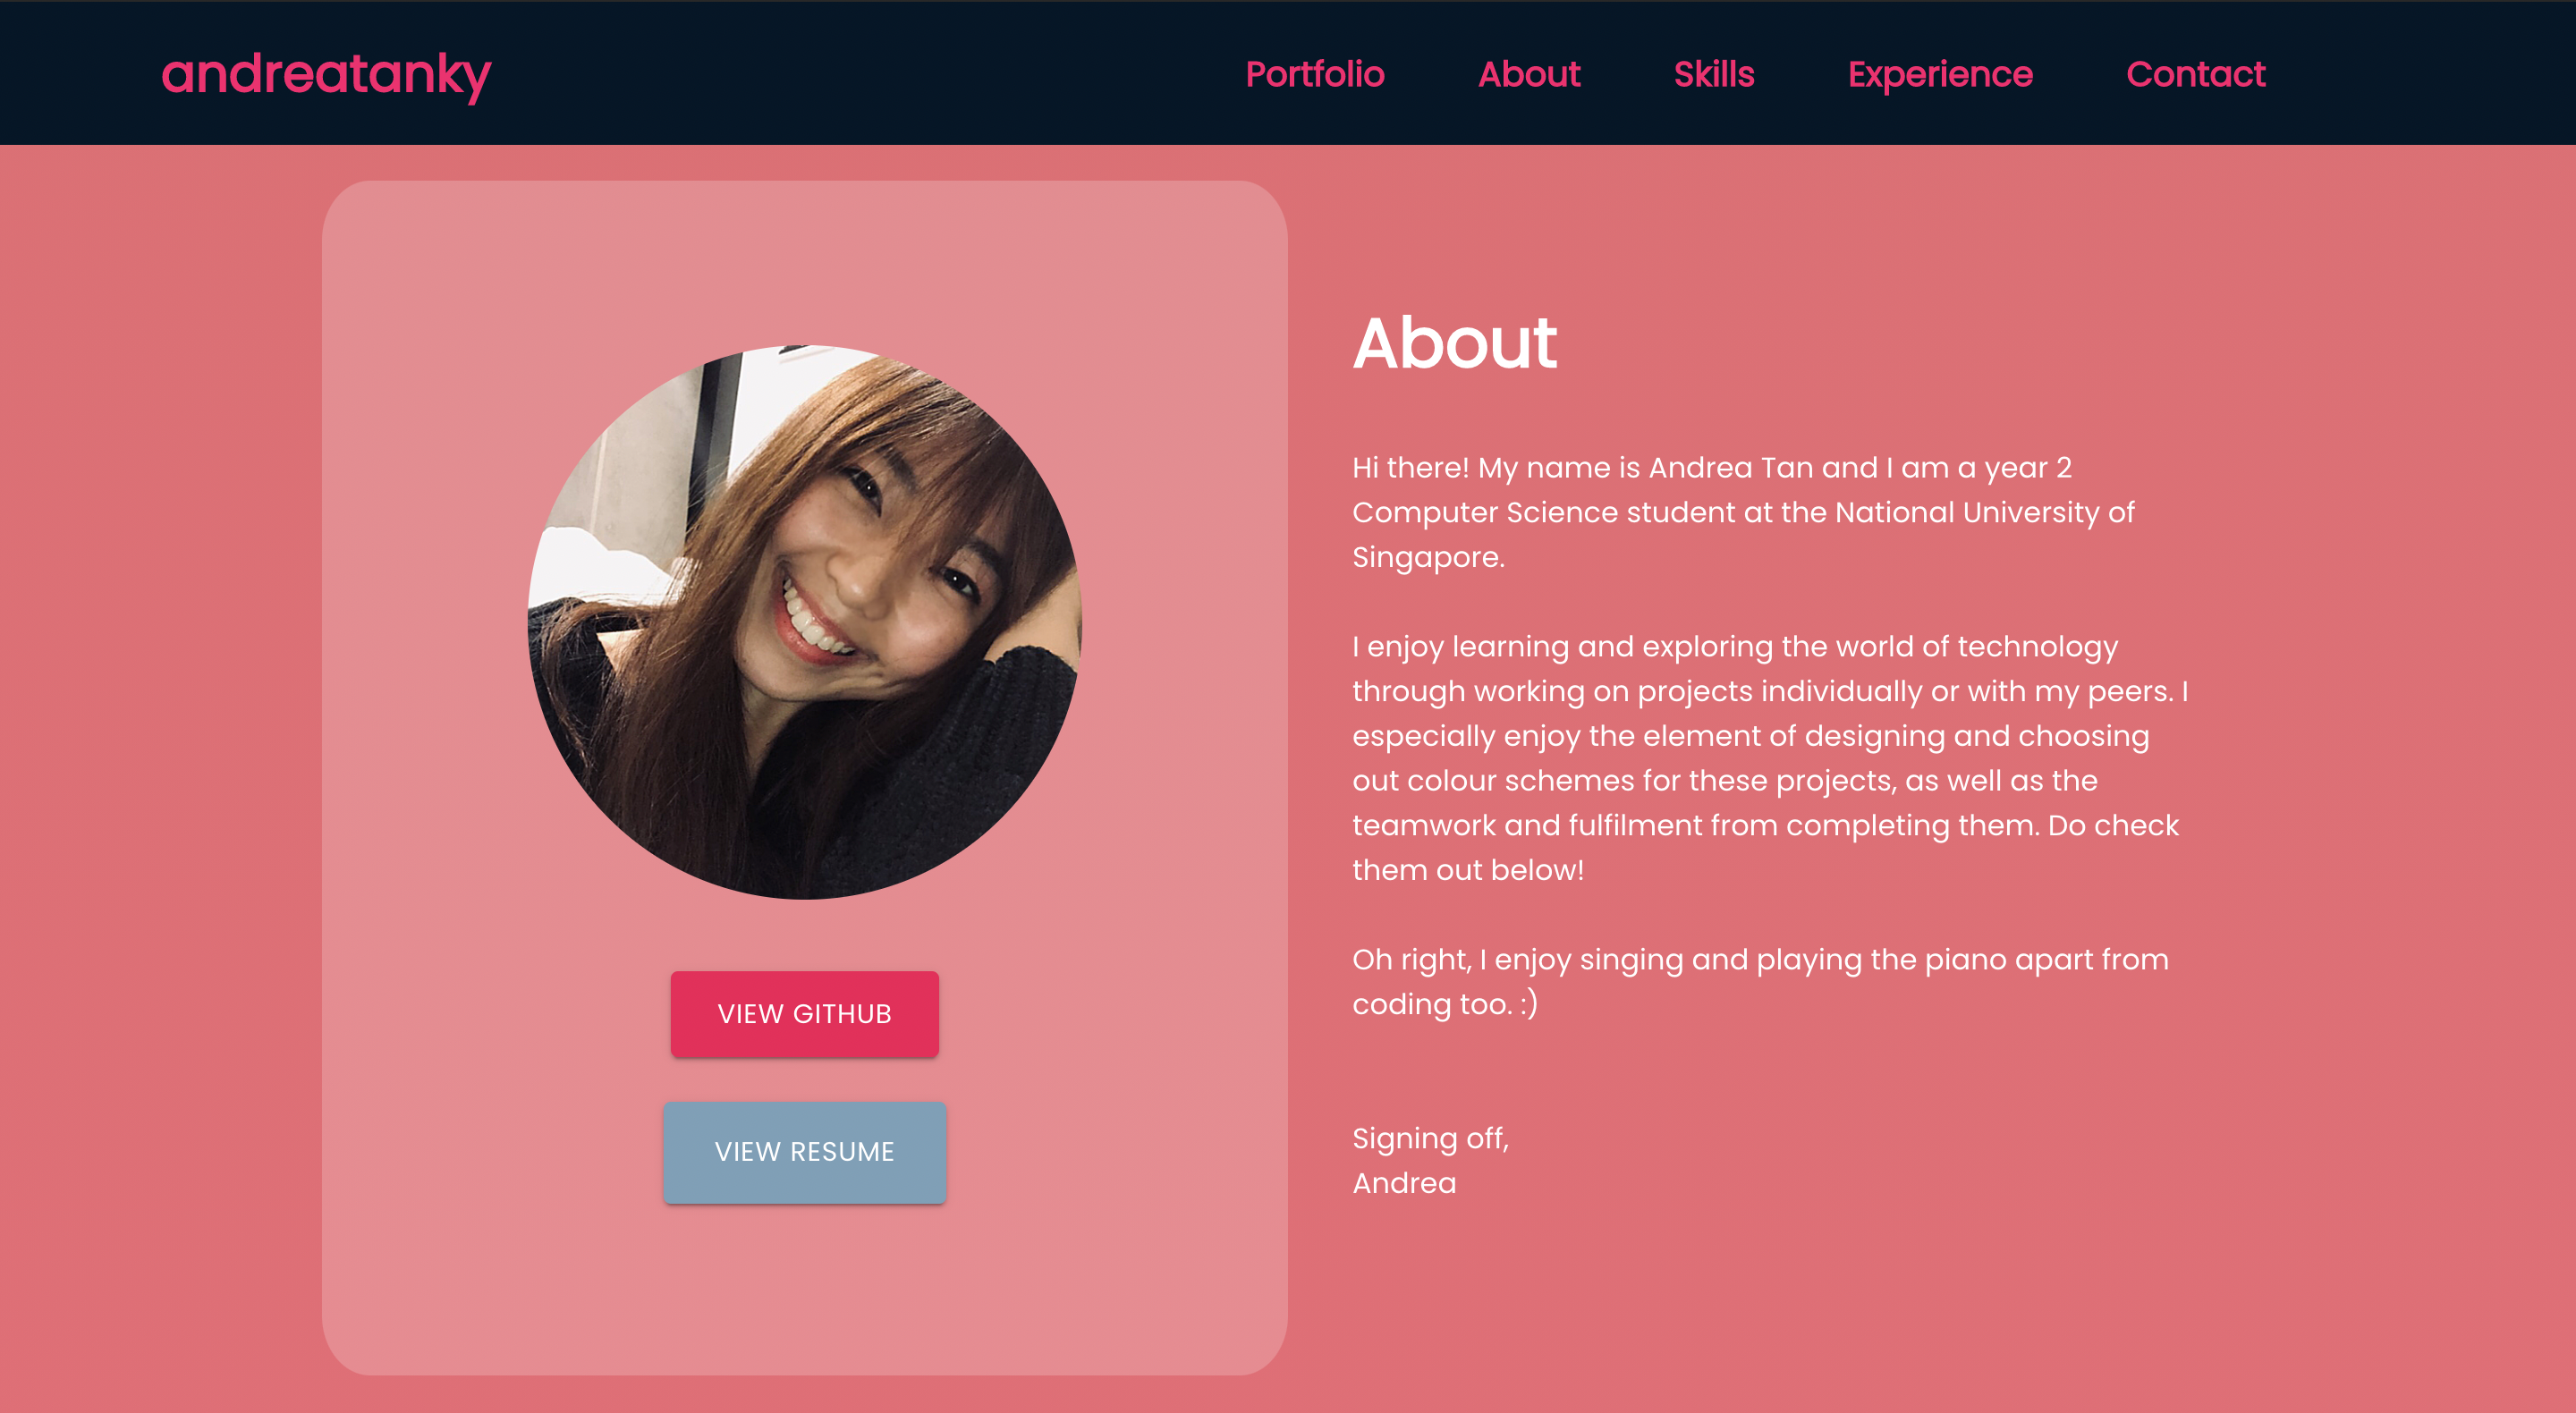 andreatanky
Portfolio About Skills Experience Contact
About
Hi there! My name is Andrea Tan and I am a year 2
Computer Science student at the National University of
Singapore.
I enjoy learning and exploring the world of technology
through working on projects individually or with my peers. I
especially enjoy the element of designing and choosing
out colour schemes for these projects, as well as the
teamwork and fulfilment from completing them. Do check
them out below!
Oh right, I enjoy singing and playing the piano apart from
coding too. :)
Signing off,
Andrea
VIEW GITHUB
VIEW RESUME